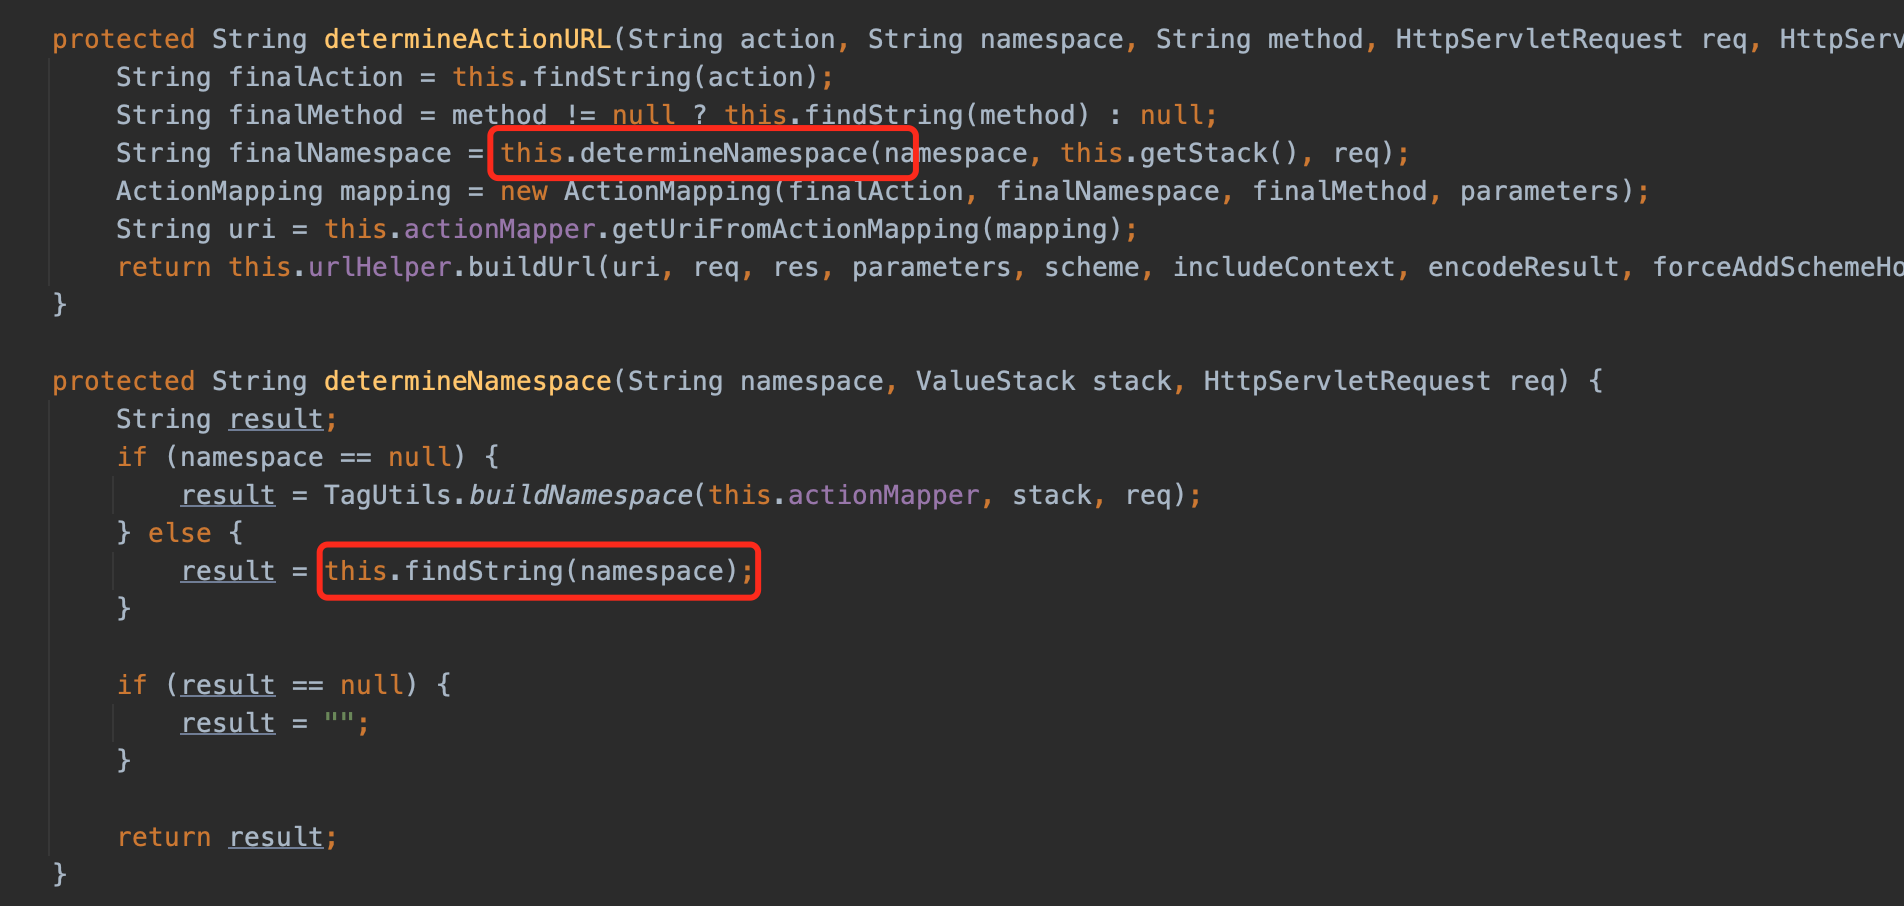 protected String determineActionURL(String action, String namespace, String method, HttpServletRequest req, HttpServ
String finalAction = this.findString(action);
String finalMethod = method != null ? this.findString(method) : null;
String finalNamespace = this.determineNamespace(namespace, this.getStack(), req);
ActionMapping mapping = new ActionMapping(finalAction, finalNamespace, finalMethod, parameters);
String uri = this.actionMapper.getUriFromActionMapping(mapping);
return this.urlHelper.buildUrl(uri, req, res, parameters, scheme, includeContext, encodeResult, forceAddSchemeHo
}
protected String determineNamespace(String namespace, ValueStack stack, HttpServletRequest req) {
String result;
if (namespace == null) {
result = TagUtils.buildNamespace(this.actionMapper, stack, req);
} else {
result = this.findString(namespace);
}
if (result == null) {
result = "";
}
return result;
}